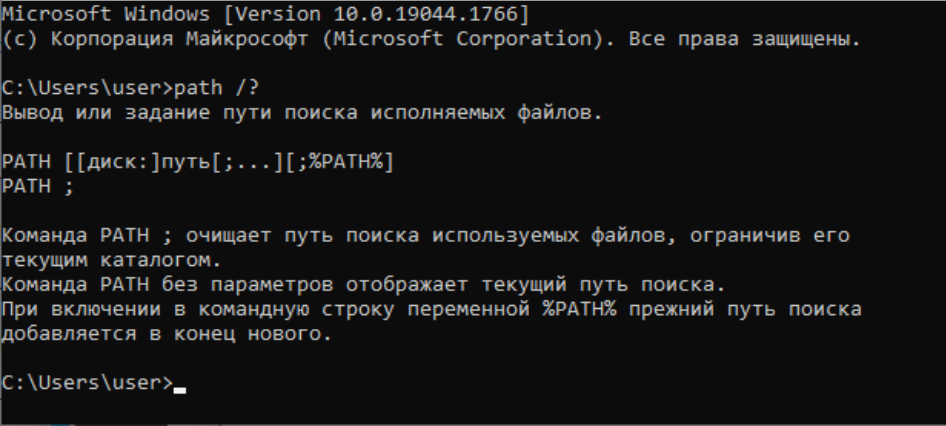 Microsoft Windows [Version 10.0.19044.1766]
(c) Корпорация Майкрософт (Microsoft Corporation). Все права защищены.
C:\Users\user>path /?
Вывод или задание пути поиска исполняемых файлов.
PATH [[диск:]путь[;...][;%PATH%]
PATH ;
Команда PATH ; очищает путь поиска используемых файлов, ограничив его
текущим каталогом.
Команда PATH без параметров отображает текущий путь поиска.
При включении в командную строку переменной %PATH% прежний путь поиска
добавляется в конец нового.
C:\Users\user>